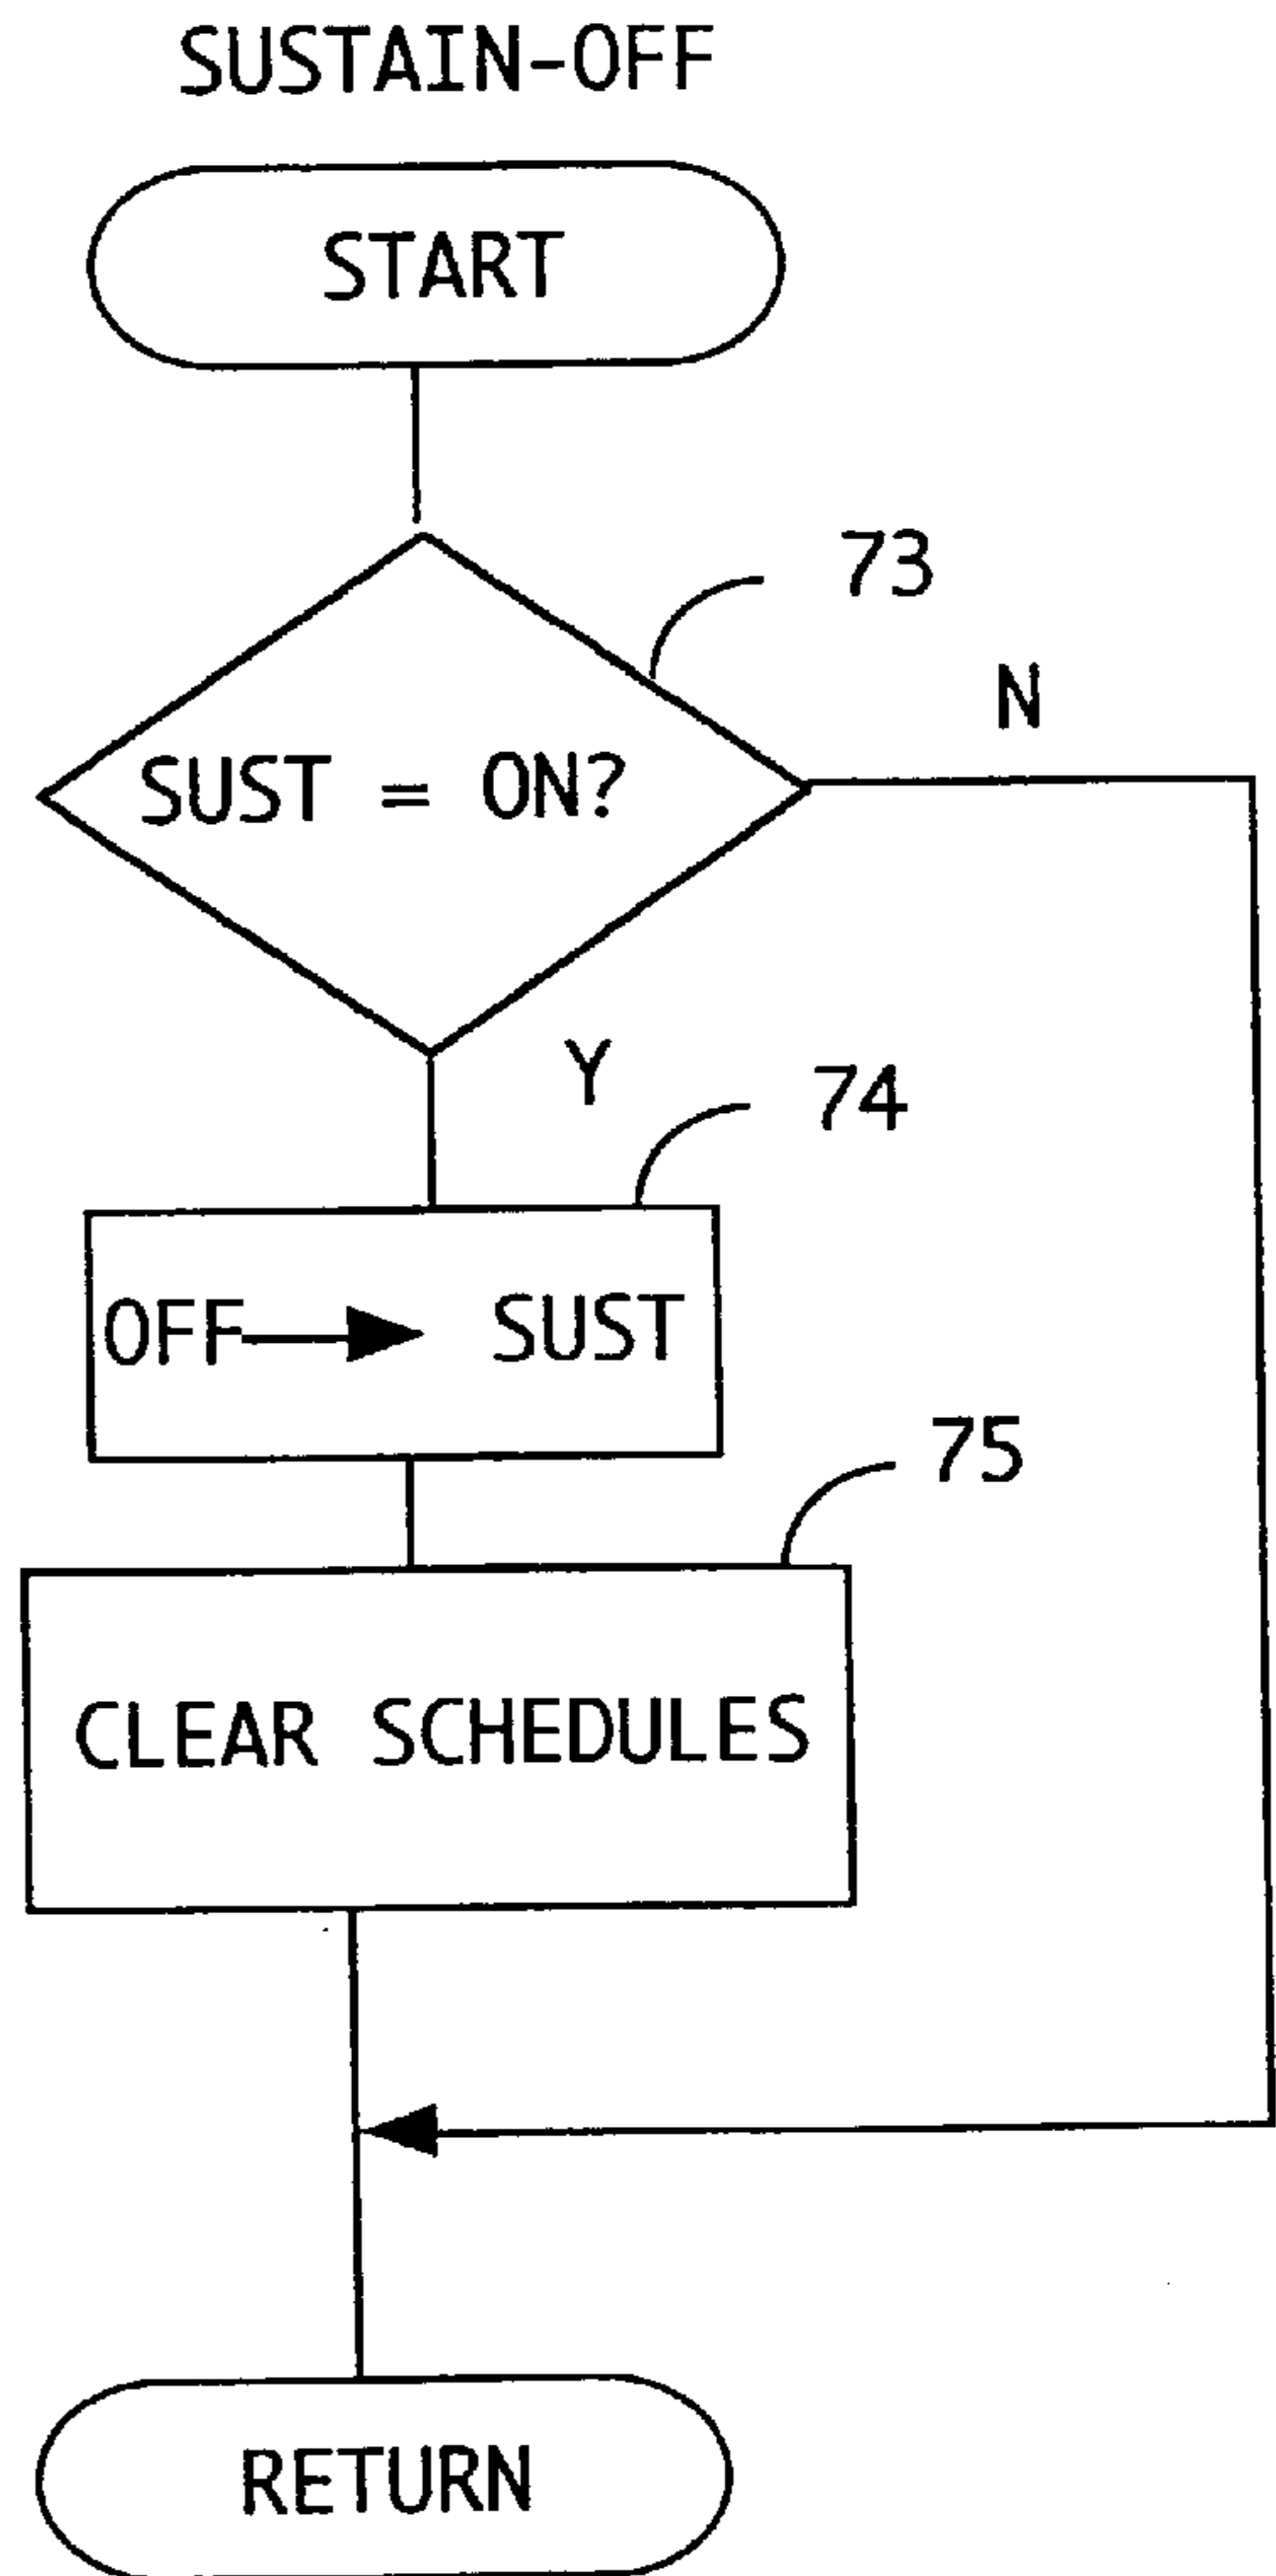 SUSTAIN-OFF
START
73
N
SUST = ON?
Y
74
OFF → SUST
75
CLEAR SCHEDULES
RETURN